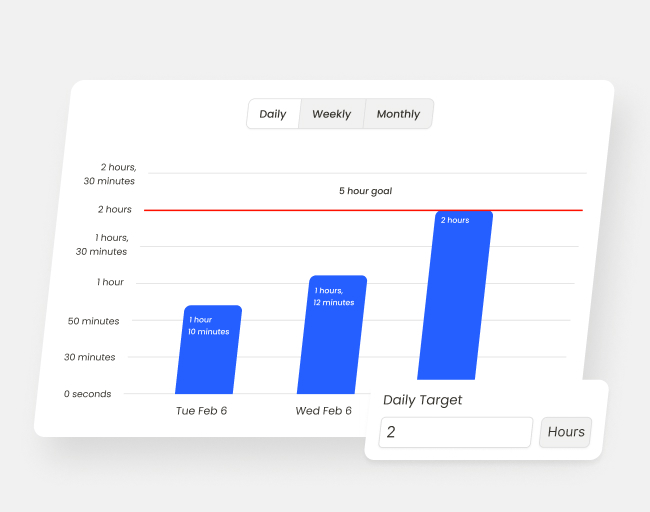 Daily Weekly Monthly
2 hours,
30 minutes
5 hour goal
2 hours
2 hours
1 hours,
30 minutes
1 hour
1 hours,
12 minutes
50 minutes
1 hour
10 minutes
30 minutes
0 seconds
Tue Feb 6
Wed Feb 6
Daily Target
2 Hours